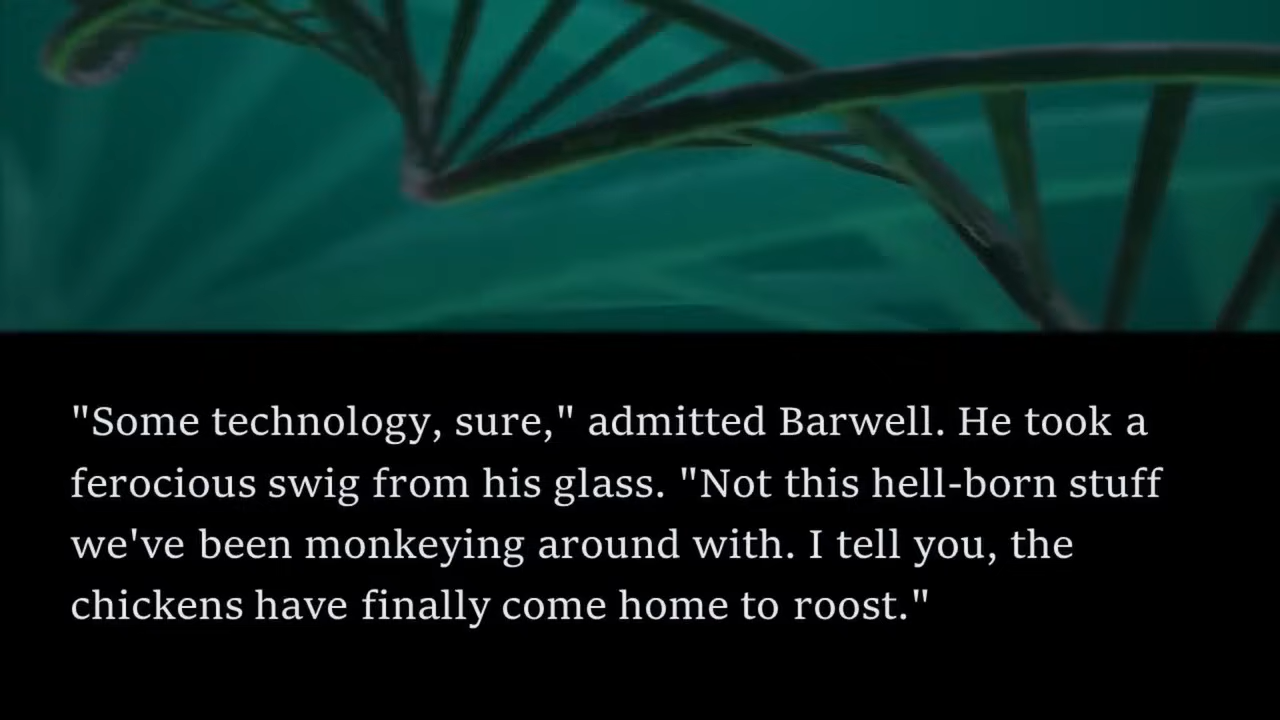 "Some technology, sure," admitted Barwell. He took a
ferocious swig from his glass. "Not this hell-born stuff
we've been monkeying around with. I tell you, the
chickens have finally come home to roost."